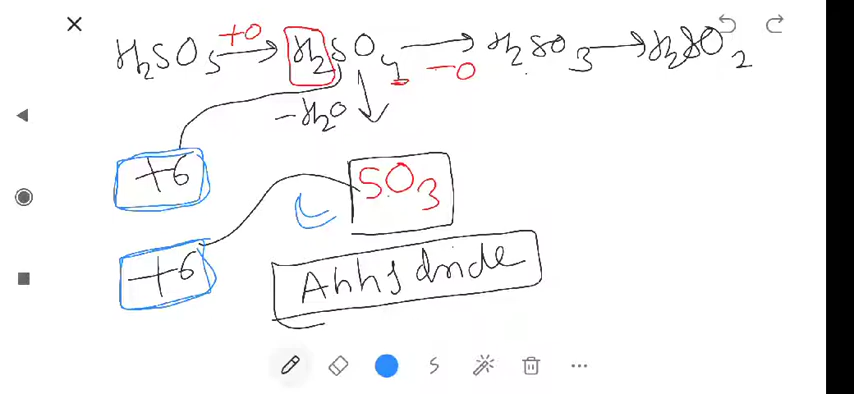 H₂SO₅ +O → H₂SO₄ -O → H₂SO₃ → H₂SO₂
-H₂O ↓
+6
SO₃
+6
Anhydride